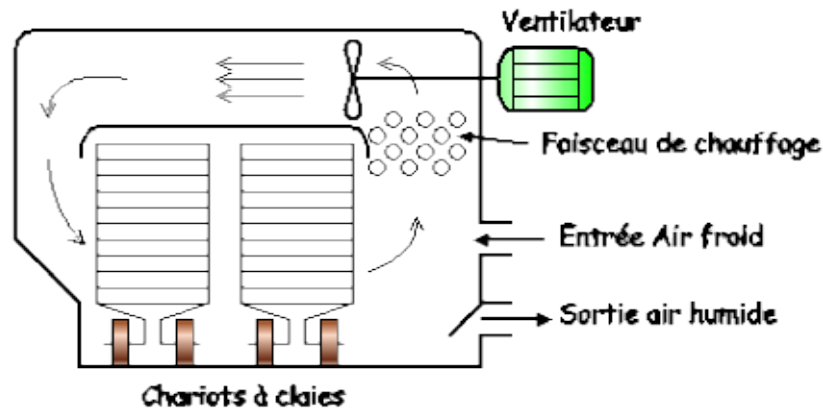 Ventilateur
Faisceau de chauffage
Entrée Air froid
Sortie air humide
Chariots à claies